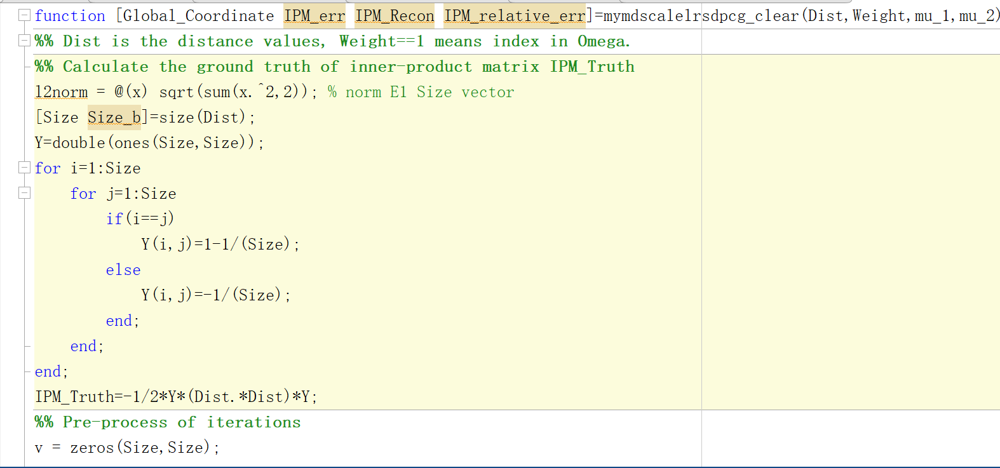 function [Global_Coordinate IPM_err IPM_Recon IPM_relative_err]=mymdscalelrsdpcg_clear(Dist,Weight,mu_1,mu_2)
%% Dist is the distance values, Weight==1 means index in Omega.
%% Calculate the ground truth of inner-product matrix IPM_Truth
l2norm = @(x) sqrt(sum(x.^2,2)); % norm E1 Size vector
[Size Size_b]=size(Dist);
Y=double(ones(Size,Size));
for i=1:Size
    for j=1:Size
        if(i==j)
            Y(i,j)=1-1/(Size);
        else
            Y(i,j)=-1/(Size);
        end;
    end;
end;
IPM_Truth=-1/2*Y*(Dist.*Dist)*Y;
%% Pre-process of iterations
v = zeros(Size,Size);